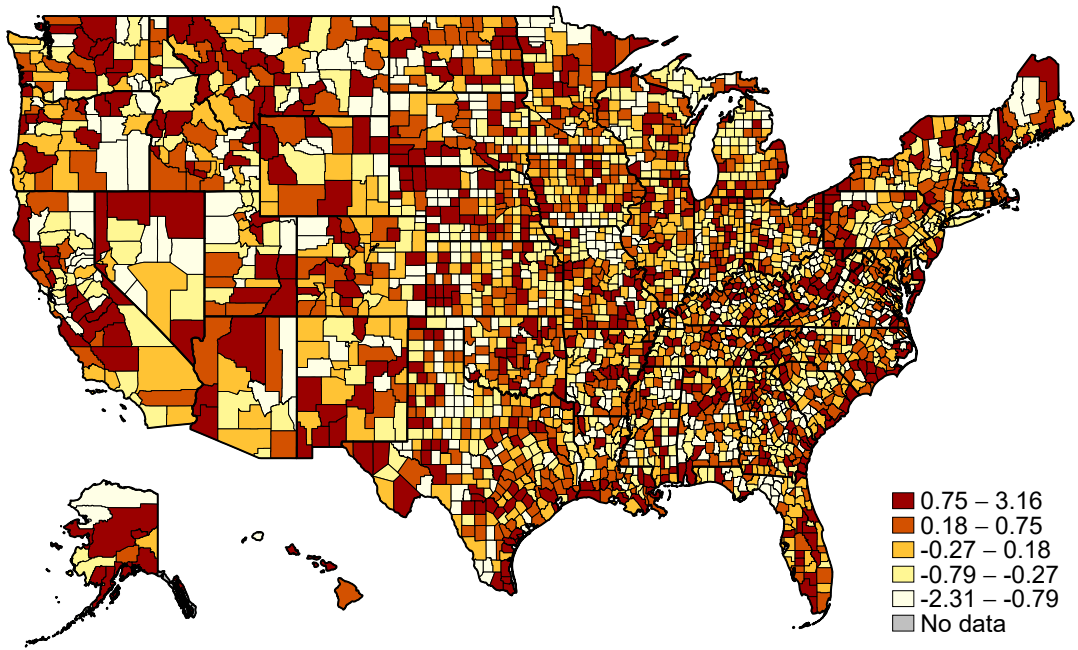 0.75 – 3.16
0.18 – 0.75
-0.27 – 0.18
-0.79 – -0.27
-2.31 – -0.79
No data